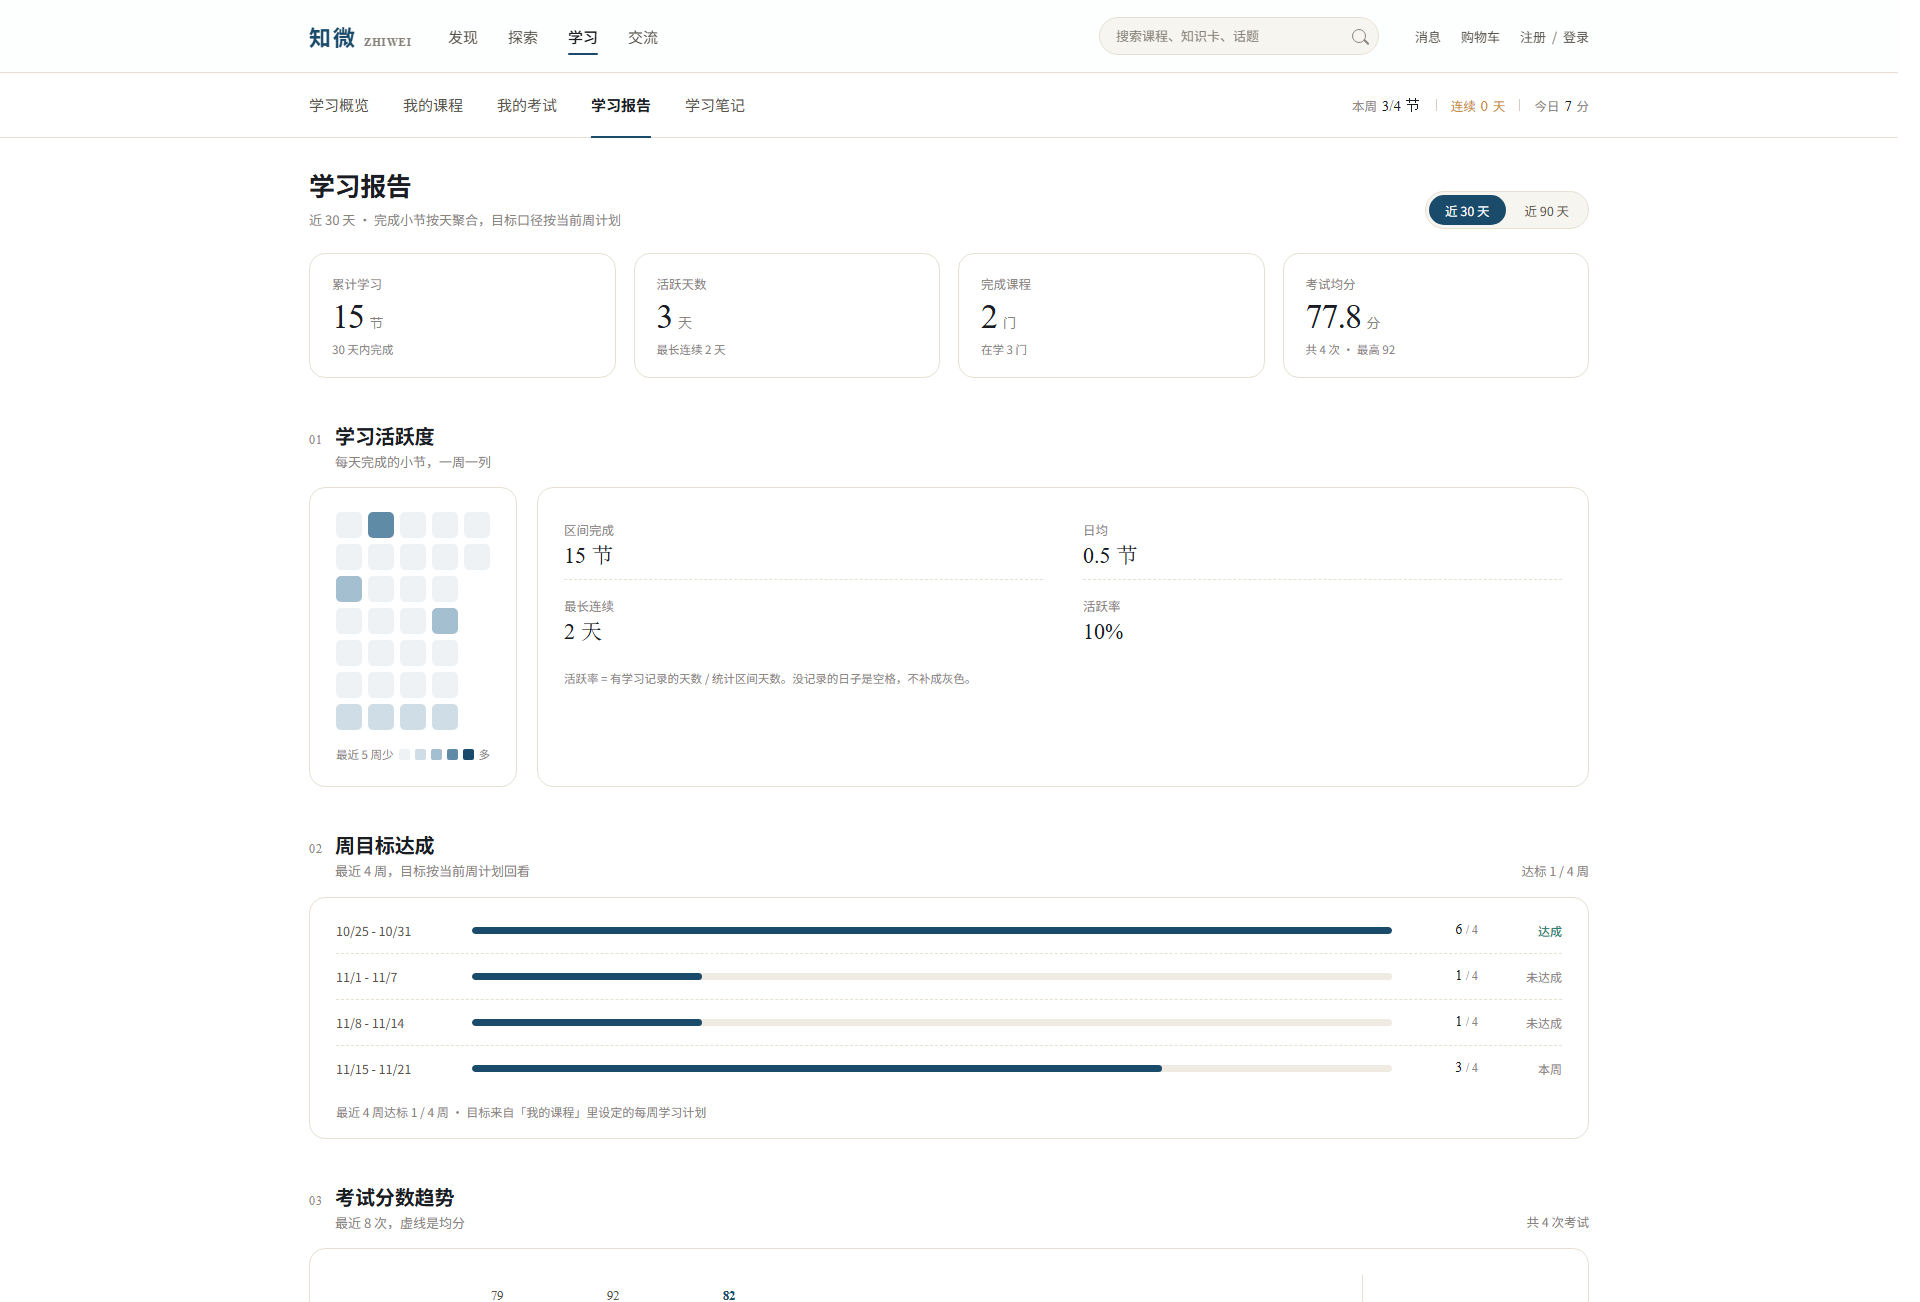 知微 ZHIWEI 发现 探索 学习 交流 搜索课程、知识卡、话题 消息 购物车 注册 / 登录
学习概览 我的课程 我的考试 学习报告 学习笔记 本周 3/4 节 连续 0 天 今日 7 分
学习报告
近 30 天 · 完成小节按天聚合，目标口径按当前周计划
近 30 天 近 90 天
累计学习
15 节
30 天内完成
活跃天数
3 天
最长连续 2 天
完成课程
2 门
在学 3 门
考试均分
77.8 分
共 4 次 · 最高 92
01 学习活跃度
每天完成的小节，一周一列
最近 5 周少 多
区间完成
15 节
日均
0.5 节
最长连续
2 天
活跃率
10%
活跃率 = 有学习记录的天数 / 统计区间天数。没记录的日子是空格，不补成灰色。
02 周目标达成
最近 4 周，目标按当前周计划回看
达标 1 / 4 周
10/25 - 10/31 6 / 4 达成
11/1 - 11/7 1 / 4 未达成
11/8 - 11/14 1 / 4 未达成
11/15 - 11/21 3 / 4 本周
最近 4 周达标 1 / 4 周 · 目标来自「我的课程」里设定的每周学习计划
03 考试分数趋势
最近 8 次，虚线是均分
共 4 次考试
79 92 82